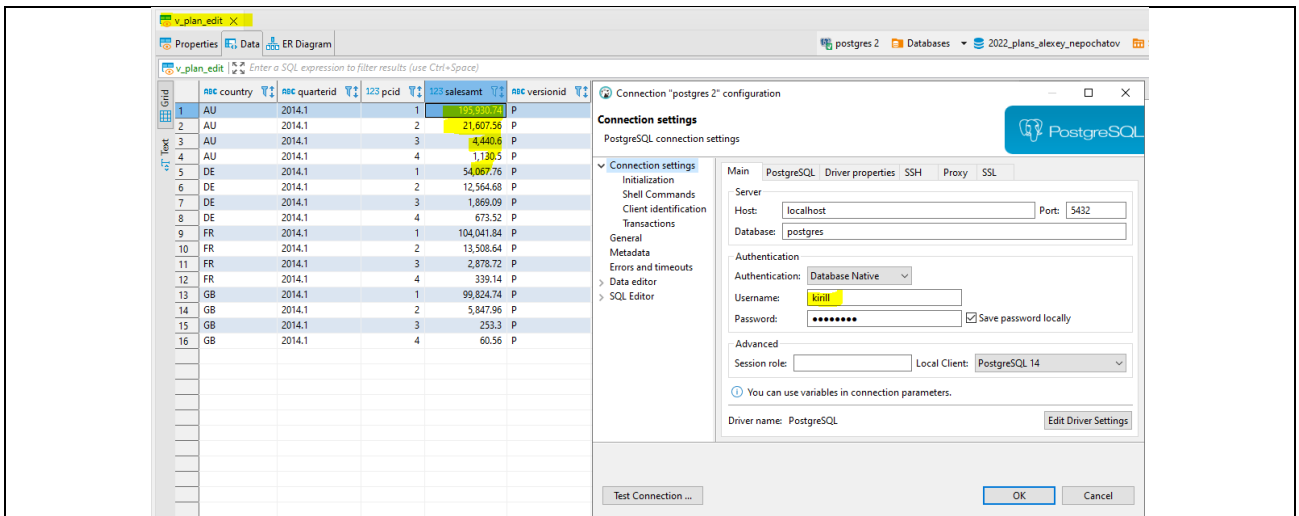 v_plan_edit
Properties Data ER Diagram postgres 2 Databases 2022_plans_alexey_nepochatov
v_plan_edit Enter a SQL expression to filter results (use Ctrl+Space)
Grid
Text
ABC country ABC quarterid 123 pcid 123 salesamt ABC versionid
1 AU 2014.1 1 195,930.74 P
2 AU 2014.1 2 21,607.56 P
3 AU 2014.1 3 4,440.6 P
4 AU 2014.1 4 1,130.5 P
5 DE 2014.1 1 54,067.76 P
6 DE 2014.1 2 12,564.68 P
7 DE 2014.1 3 1,869.09 P
8 DE 2014.1 4 673.52 P
9 FR 2014.1 1 104,041.84 P
10 FR 2014.1 2 13,508.64 P
11 FR 2014.1 3 2,878.72 P
12 FR 2014.1 4 339.14 P
13 GB 2014.1 1 99,824.74 P
14 GB 2014.1 2 5,847.96 P
15 GB 2014.1 3 253.3 P
16 GB 2014.1 4 60.56 P
Connection "postgres 2" configuration
Connection settings
PostgreSQL connection settings
PostgreSQL
Connection settings
Initialization
Shell Commands
Client identification
Transactions
General
Metadata
Errors and timeouts
Data editor
SQL Editor
Main PostgreSQL Driver properties SSH Proxy SSL
Server
Host: localhost Port: 5432
Database: postgres
Authentication
Authentication: Database Native
Username: kirill
Password: •••••••• Save password locally
Advanced
Session role: Local Client: PostgreSQL 14
You can use variables in connection parameters.
Driver name: PostgreSQL Edit Driver Settings
Test Connection ... OK Cancel